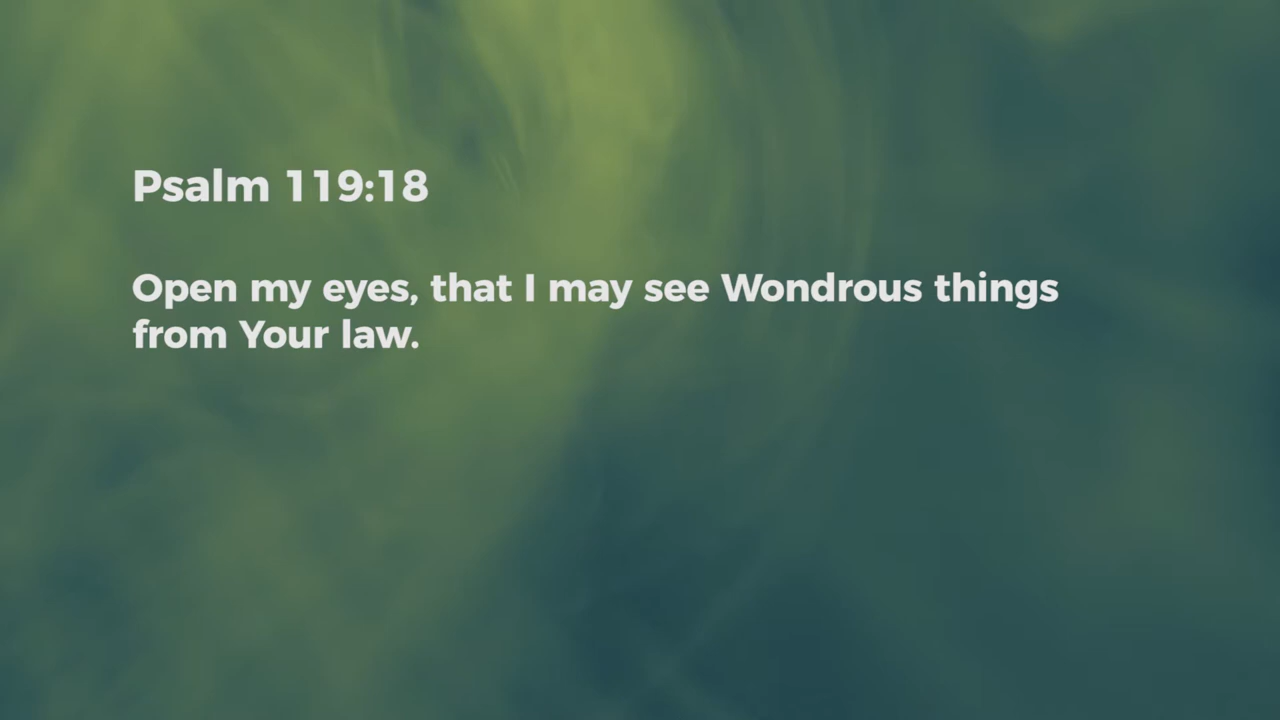 Psalm 119:18
Open my eyes, that I may see Wondrous things
from Your law.